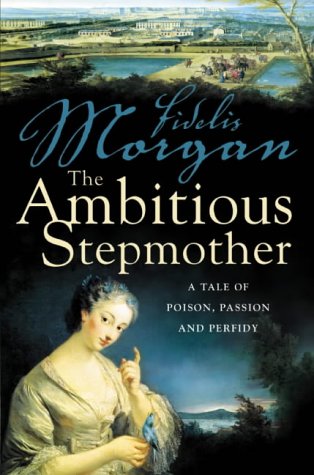 Fidelis
Morgan
The
Ambitious
Stepmother
A TALE OF
POISON, PASSION
AND PERFIDY